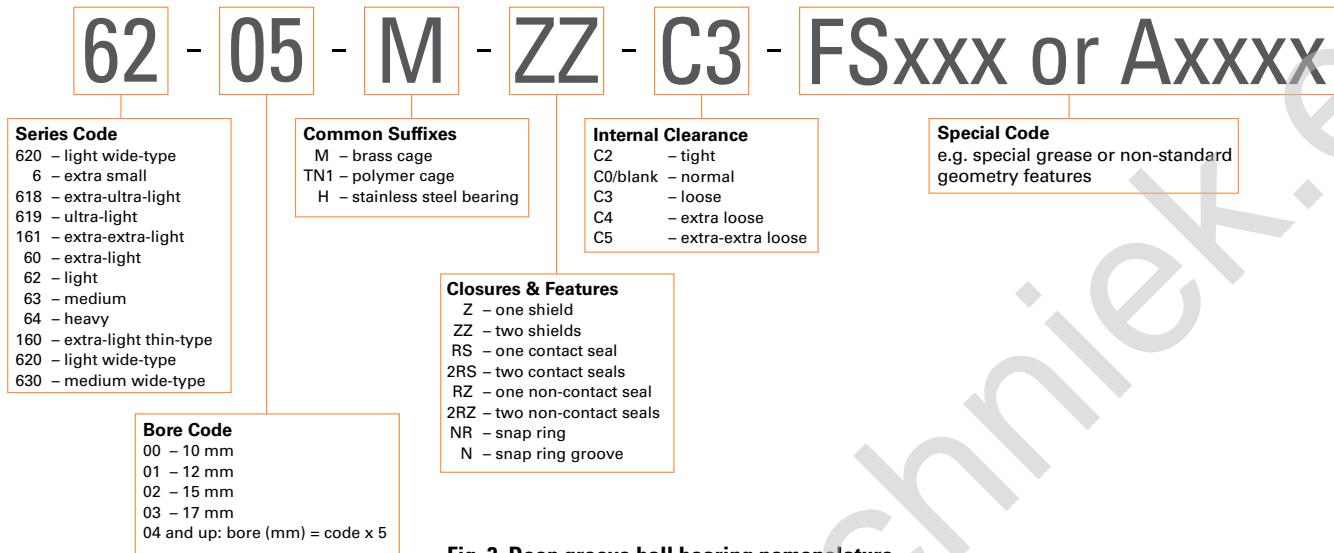 62 - 05 - M - ZZ - C3 - FSxxx or Axxxx
Series Code
620 – light wide-type
6 – extra small
618 – extra-ultra-light
619 – ultra-light
161 – extra-extra-light
60 – extra-light
62 – light
63 – medium
64 – heavy
160 – extra-light thin-type
620 – light wide-type
630 – medium wide-type
Bore Code
00 – 10 mm
01 – 12 mm
02 – 15 mm
03 – 17 mm
04 and up: bore (mm) = code x 5
Common Suffixes
M – brass cage
TN1 – polymer cage
H – stainless steel bearing
Closures & Features
Z – one shield
ZZ – two shields
RS – one contact seal
2RS – two contact seals
RZ – one non-contact seal
2RZ – two non-contact seals
NR – snap ring
N – snap ring groove
Internal Clearance
C2 – tight
C0/blank – normal
C3 – loose
C4 – extra loose
C5 – extra-extra loose
Special Code
e.g. special grease or non-standard
geometry features